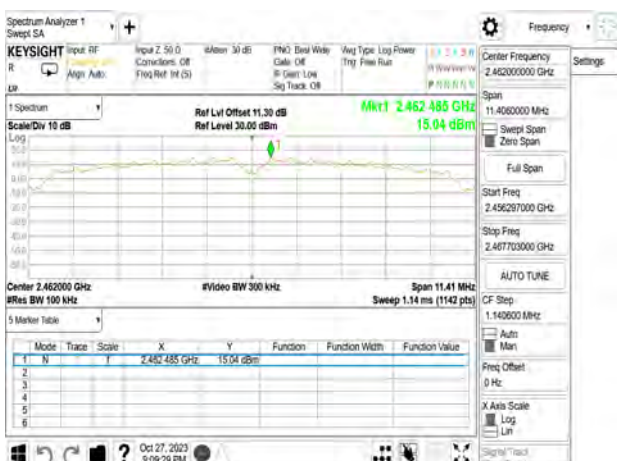 Spectrum Analyzer 1
Swept SA
Frequency
KEYSIGHT Input: RF
R
Align: Auto
Input Z: 50 Ω
Corrections: Off
Freq Ref: Int (S)
#Atten: 30 dB
PNO: Best Wide
Gate: Off
IF Gain: Low
Sig Track: Off
Avg Type: Log-Power
Trig: Free Run
Center Frequency
2.462000000 GHz
Settings
Span
11.4060000 MHz
Swept Span
Zero Span
Full Span
Start Freq
2.456297000 GHz
Stop Freq
2.467703000 GHz
AUTO TUNE
CF Step
1.140600 MHz
Auto
Man
Freq Offset
0 Hz
X Axis Scale
Log
Lin
Signal Track
1 Spectrum
Scale/Div 10 dB
Log
Ref Lvl Offset 11.30 dB
Ref Level 30.00 dBm
Mkr1 2.462 485 GHz
15.04 dBm
1
Center 2.462000 GHz
#Res BW 100 kHz
#Video BW 300 kHz
Span 11.41 MHz
Sweep 1.14 ms (1142 pts)
5 Marker Table
Mode Trace Scale X Y Function Function Width Function Value
1 N f 2.462 485 GHz 15.04 dBm
2
3
4
5
6
?
Oct 27, 2023
9:09:29 PM